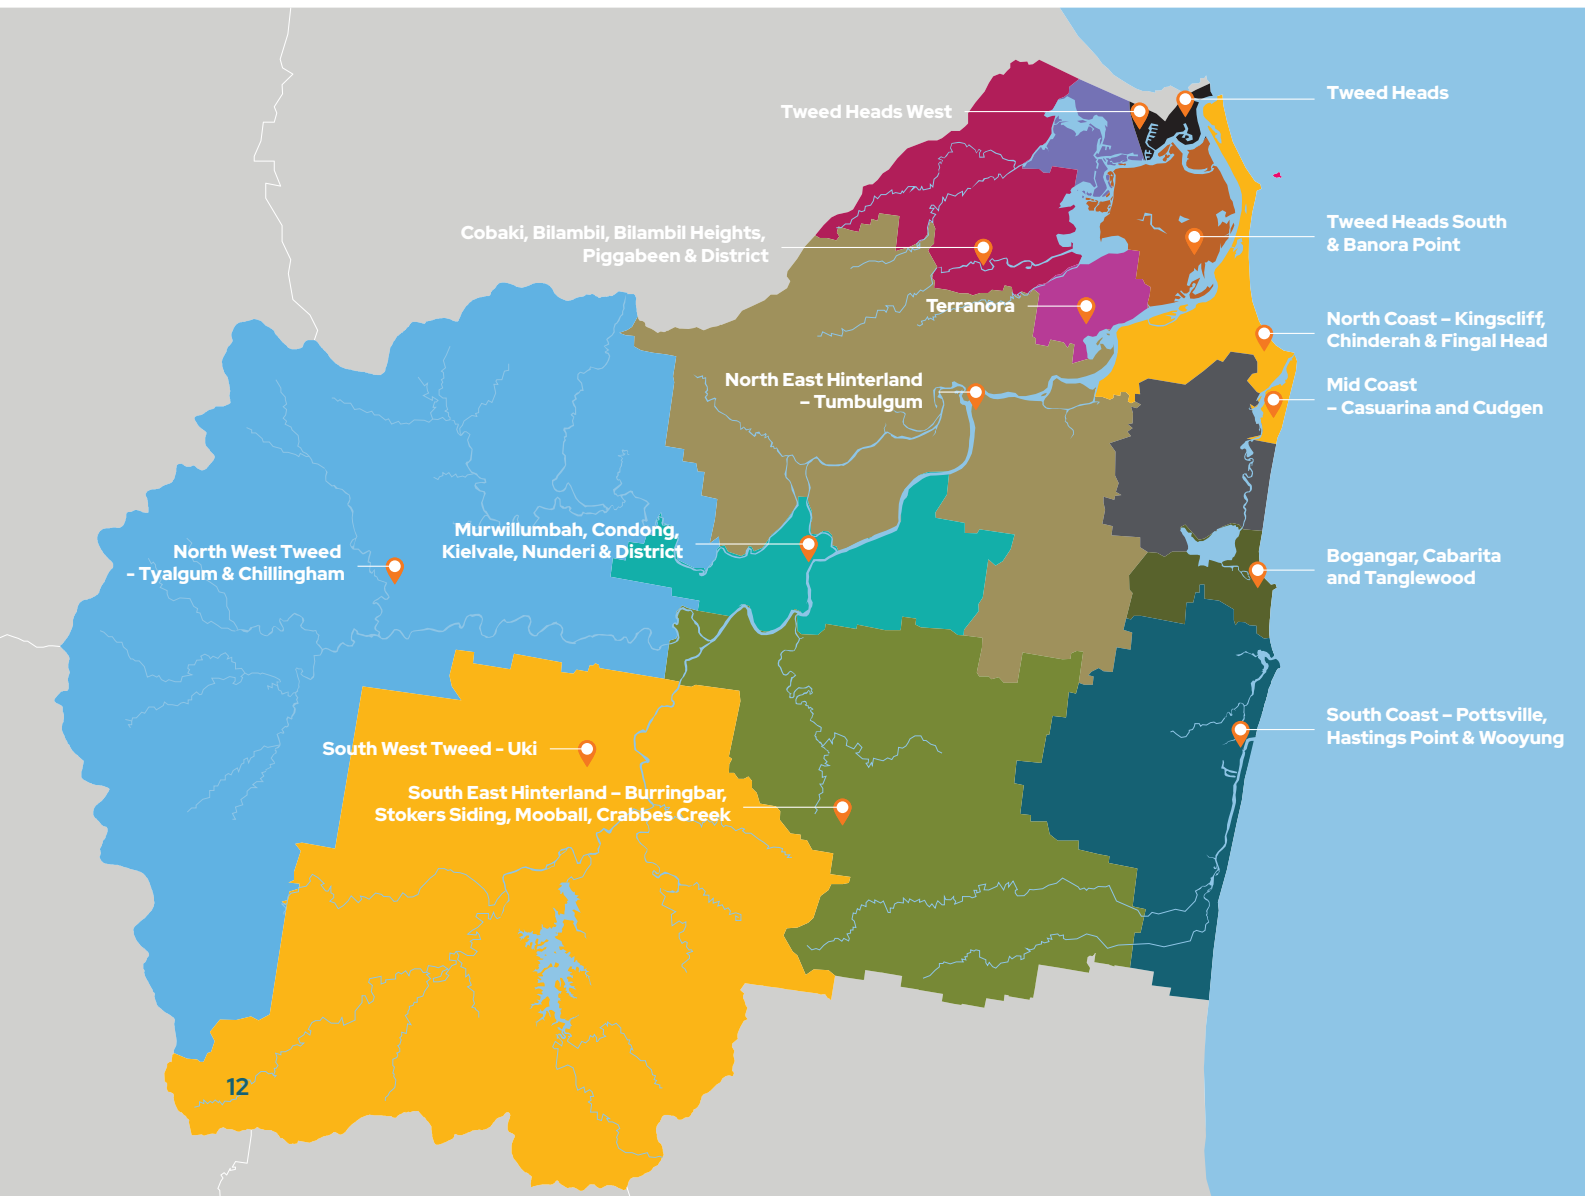 Tweed Heads
Tweed Heads West
Tweed Heads South
& Banora Point
Cobaki, Bilambil, Bilambil Heights,
Piggabeen & District
Terranora
North Coast – Kingscliff,
Chinderah & Fingal Head
North East Hinterland
– Tumbulgum
Mid Coast
– Casuarina and Cudgen
Murwillumbah, Condong,
Kielvale, Nunderi & District
North West Tweed
- Tyalgum & Chillingham
Bogangar, Cabarita
and Tanglewood
South Coast – Pottsville,
Hastings Point & Wooyung
South West Tweed - Uki
South East Hinterland – Burringbar,
Stokers Siding, Mooball, Crabbes Creek
12